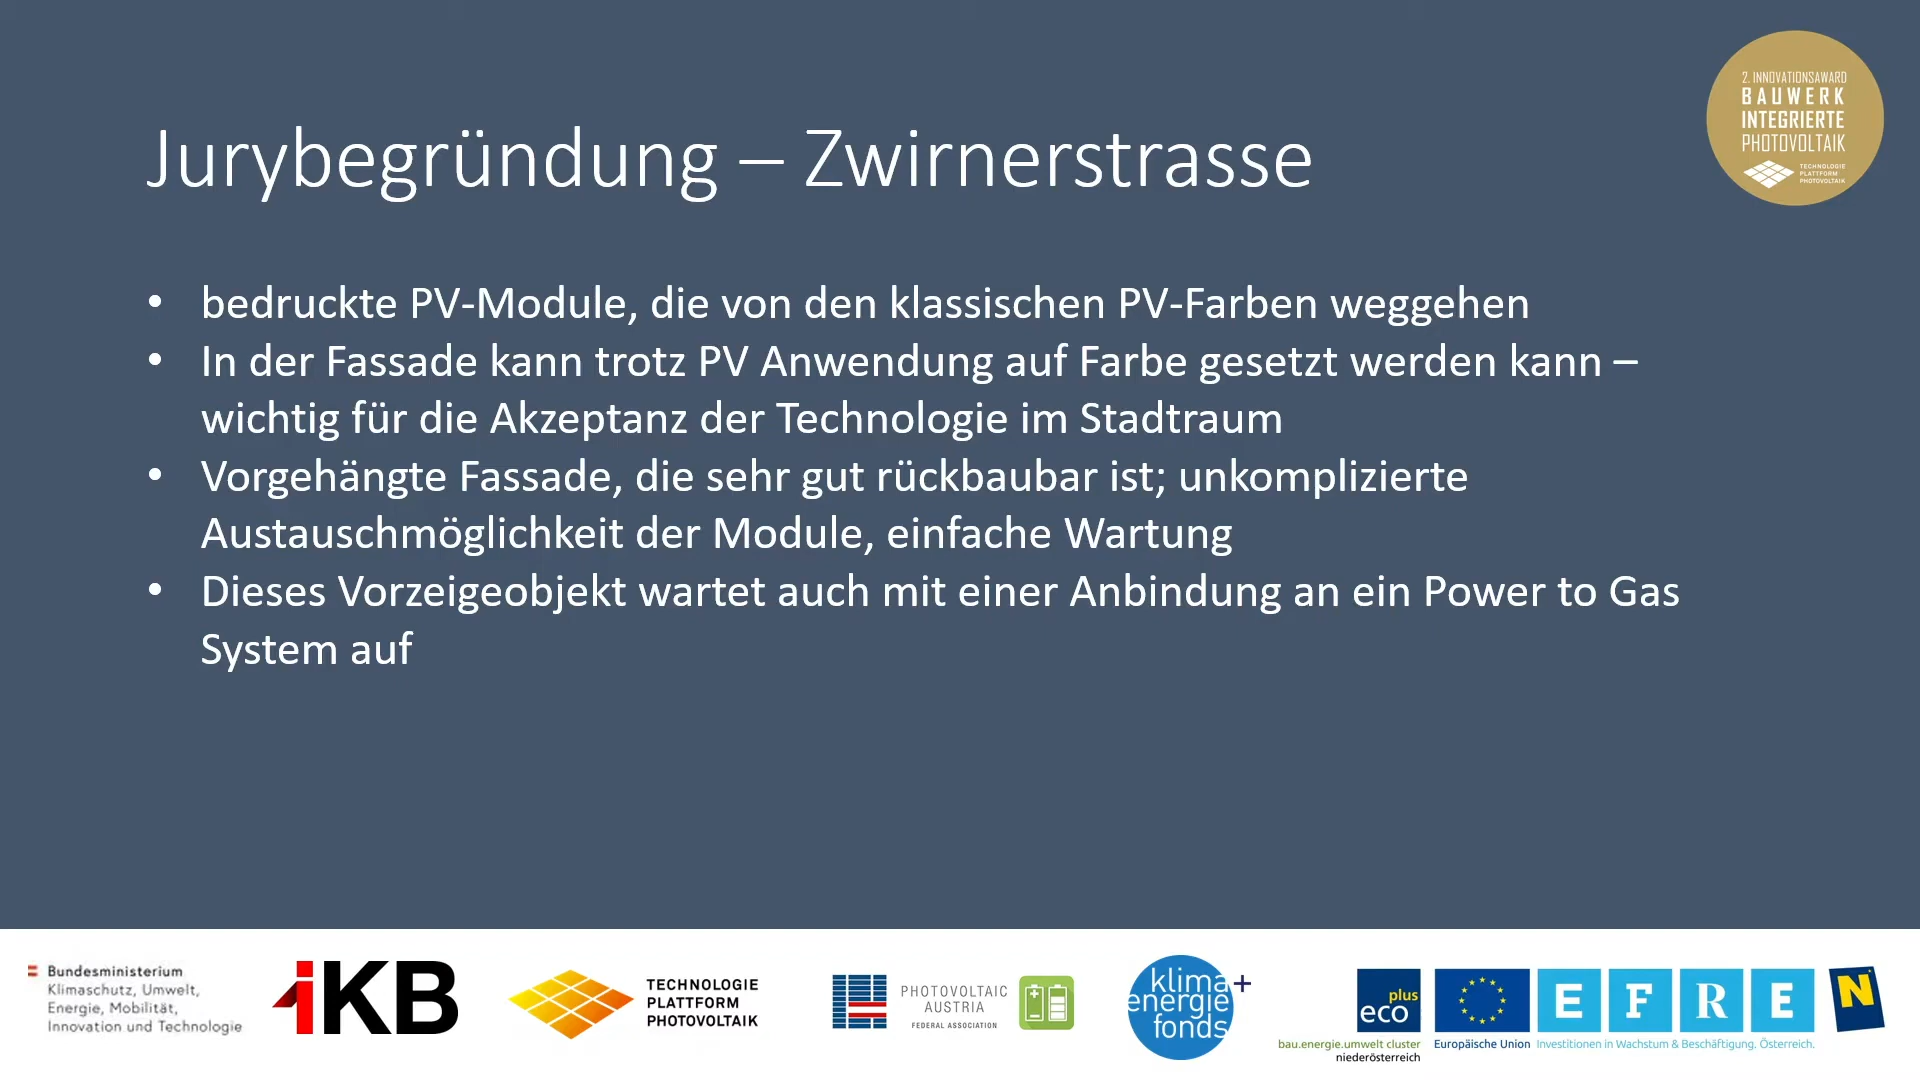 2. INNOVATIONSAWARD
BAUWERK
INTEGRIERTE
PHOTOVOLTAIK
TECHNOLOGIE
PLATTFORM
PHOTOVOLTAIK
Jurybegründung – Zwirnerstrasse
• bedruckte PV-Module, die von den klassischen PV-Farben weggehen
• In der Fassade kann trotz PV Anwendung auf Farbe gesetzt werden kann –
wichtig für die Akzeptanz der Technologie im Stadtraum
• Vorgehängte Fassade, die sehr gut rückbaubar ist; unkomplizierte
Austauschmöglichkeit der Module, einfache Wartung
• Dieses Vorzeigeobjekt wartet auch mit einer Anbindung an ein Power to Gas
System auf
Bundesministerium
Klimaschutz, Umwelt,
Energie, Mobilität,
Innovation und Technologie
iKB
TECHNOLOGIE
PLATTFORM
PHOTOVOLTAIK
PHOTOVOLTAIC
AUSTRIA
FEDERAL ASSOCIATION
klima+
energie
fonds
plus
eco
bau.energie.umwelt cluster
niederösterreich
Europäische Union
EFRE
Investitionen in Wachstum & Beschäftigung. Österreich.
N